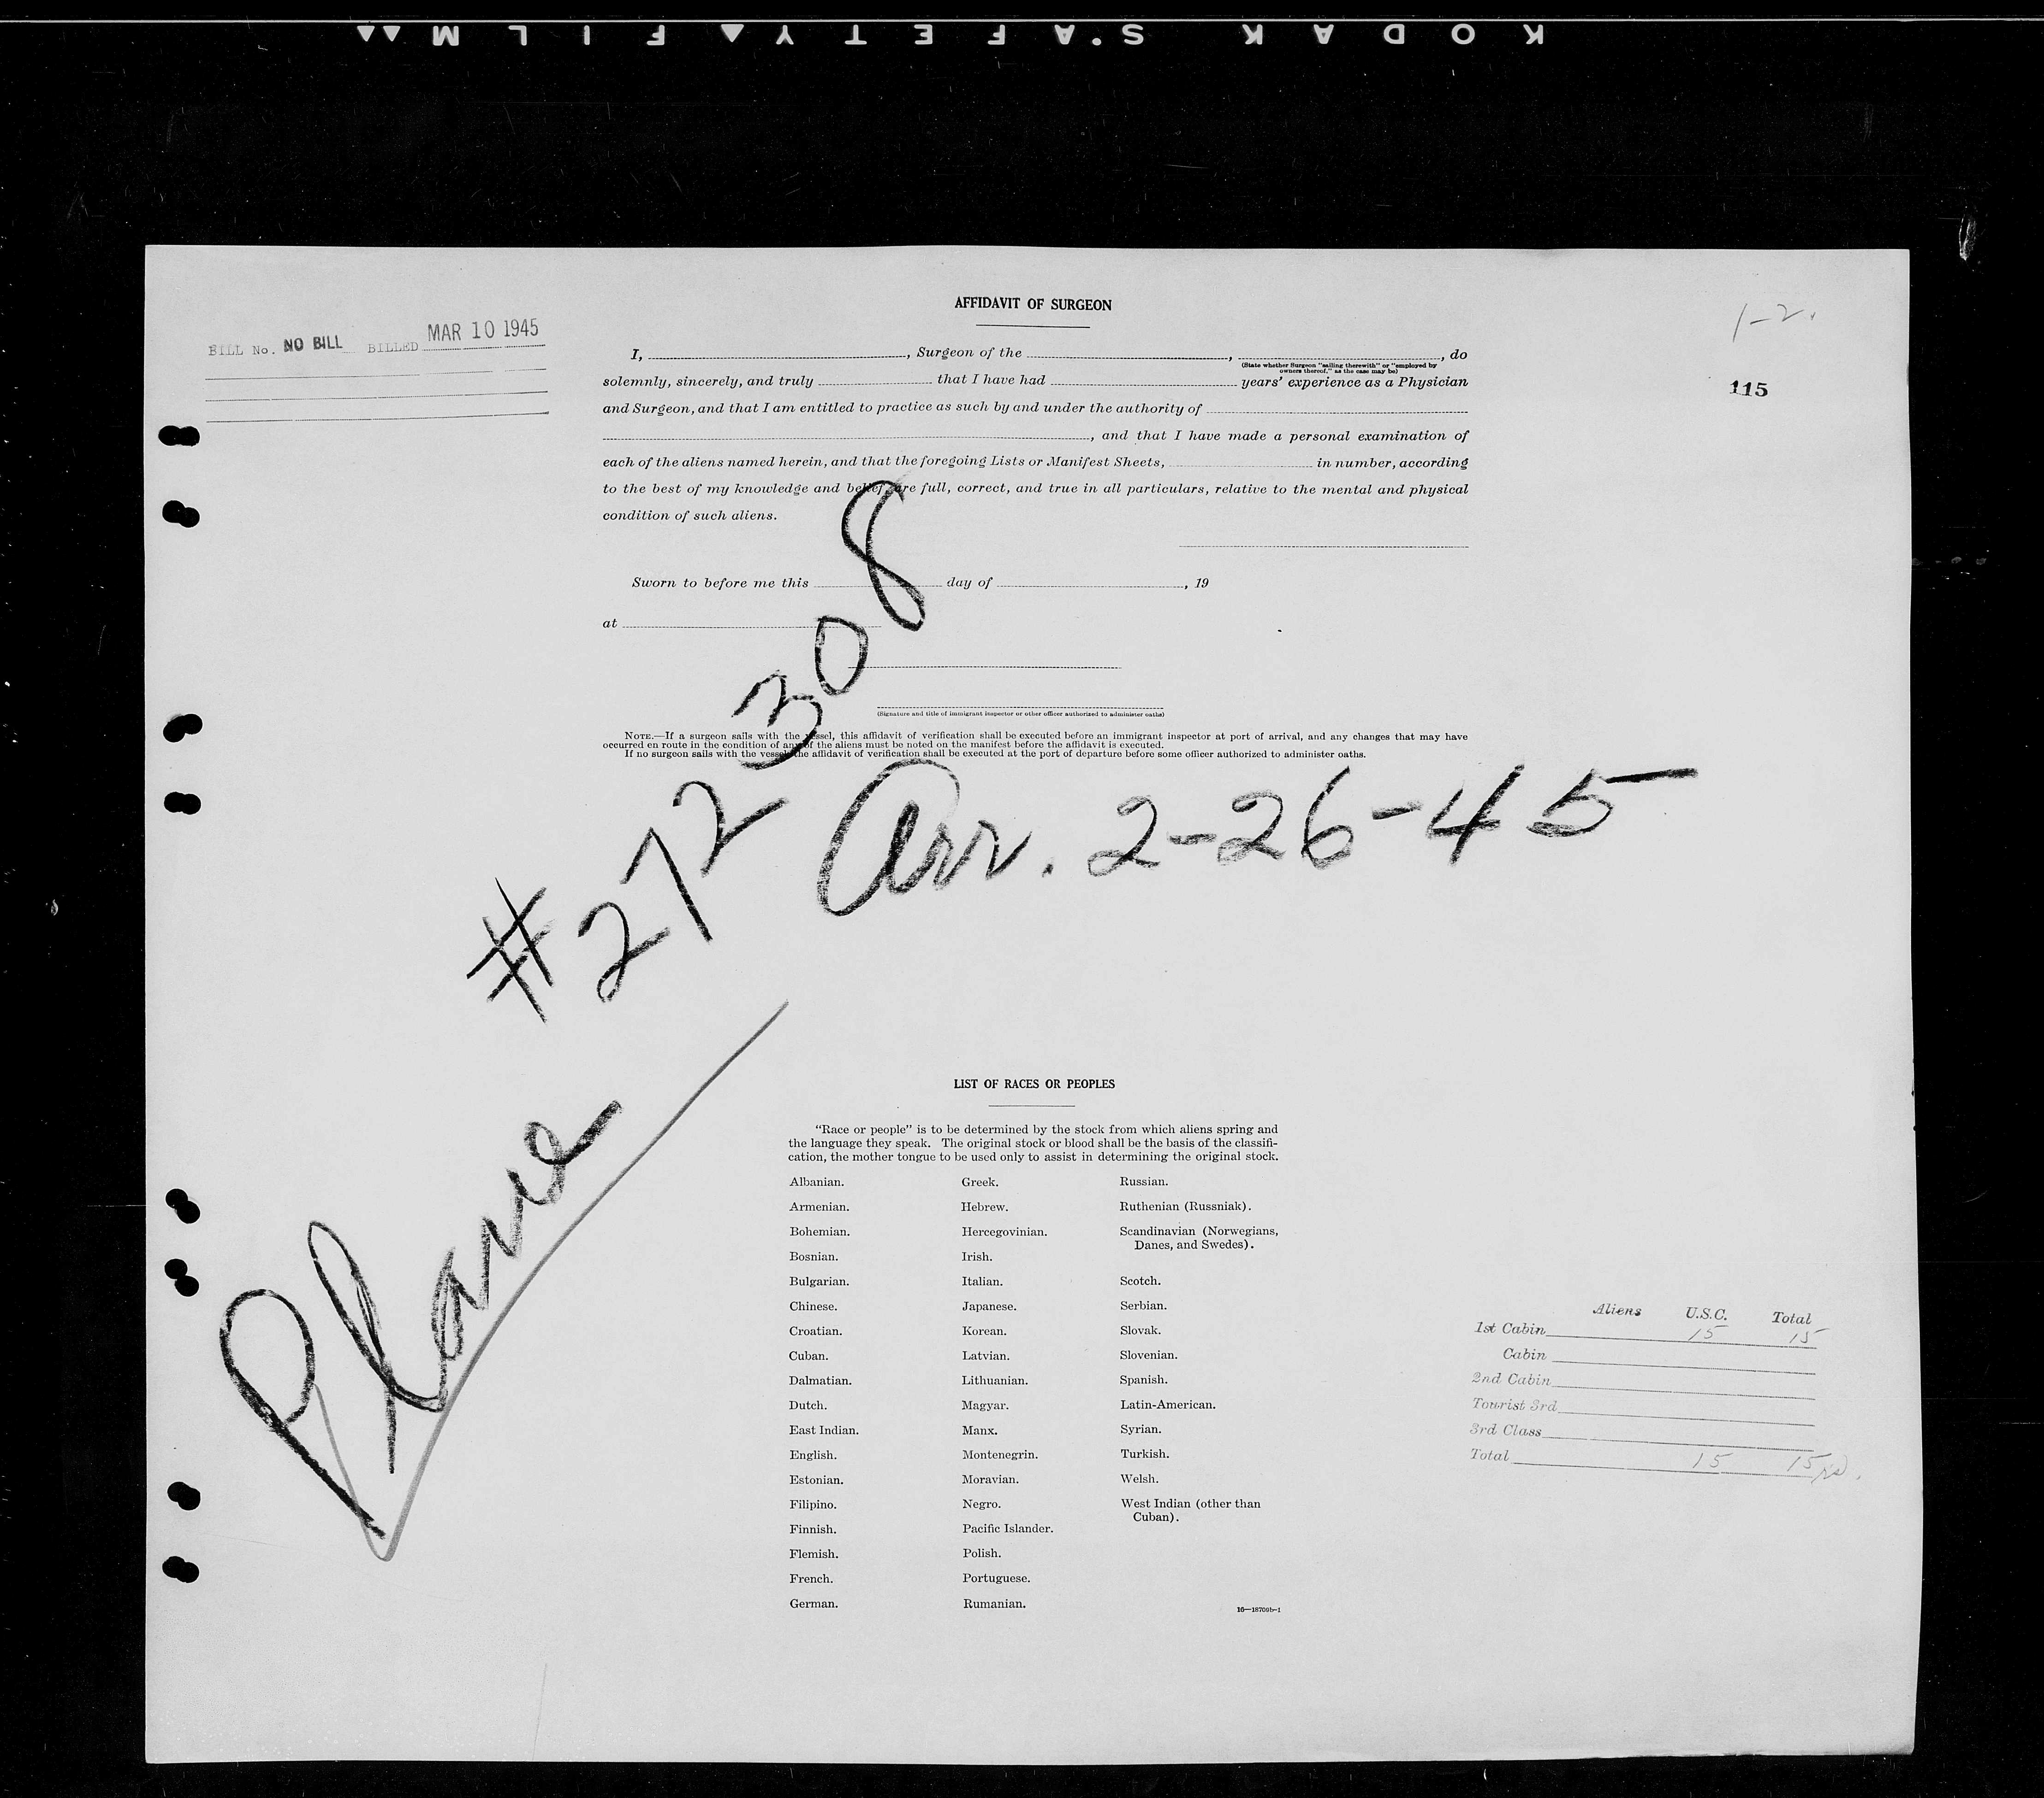 KODAK S.AFETY FILM
AFFIDAVIT OF SURGEON
1-2.
115
BILL No. NO BILL BILLED MAR 10 1945
I, , Surgeon of the , , do
(State whether Surgeon "sailing therewith" or "employed by
owners thereof," as the case may be)
solemnly, sincerely, and truly that I have had years' experience as a Physician
and Surgeon, and that I am entitled to practice as such by and under the authority of
, and that I have made a personal examination of
each of the aliens named herein, and that the foregoing Lists or Manifest Sheets, in number, according
to the best of my knowledge and belief, are full, correct, and true in all particulars, relative to the mental and physical
condition of such aliens.
Sworn to before me this day of , 19
at
(Signature and title of immigrant inspector or other officer authorized to administer oaths)
NOTE.—If a surgeon sails with the vessel, this affidavit of verification shall be executed before an immigrant inspector at port of arrival, and any changes that may have
occurred en route in the condition of any of the aliens must be noted on the manifest before the affidavit is executed.
If no surgeon sails with the vessel, the affidavit of verification shall be executed at the port of departure before some officer authorized to administer oaths.
Plane #272308
Arr. 2-26-45
LIST OF RACES OR PEOPLES
"Race or people" is to be determined by the stock from which aliens spring and
the language they speak. The original stock or blood shall be the basis of the classifi-
cation, the mother tongue to be used only to assist in determining the original stock.
Albanian.
Armenian.
Bohemian.
Bosnian.
Bulgarian.
Chinese.
Croatian.
Cuban.
Dalmatian.
Dutch.
East Indian.
English.
Estonian.
Filipino.
Finnish.
Flemish.
French.
German.
Greek.
Hebrew.
Hercegovinian.
Irish.
Italian.
Japanese.
Korean.
Latvian.
Lithuanian.
Magyar.
Manx.
Montenegrin.
Moravian.
Negro.
Pacific Islander.
Polish.
Portuguese.
Rumanian.
Russian.
Ruthenian (Russniak).
Scandinavian (Norwegians,
Danes, and Swedes).
Scotch.
Serbian.
Slovak.
Slovenian.
Spanish.
Latin-American.
Syrian.
Turkish.
Welsh.
West Indian (other than
Cuban).
16—18709b-1
Aliens U.S.C. Total
1st Cabin 15 15
Cabin
2nd Cabin
Tourist 3rd
3rd Class
Total 15 15